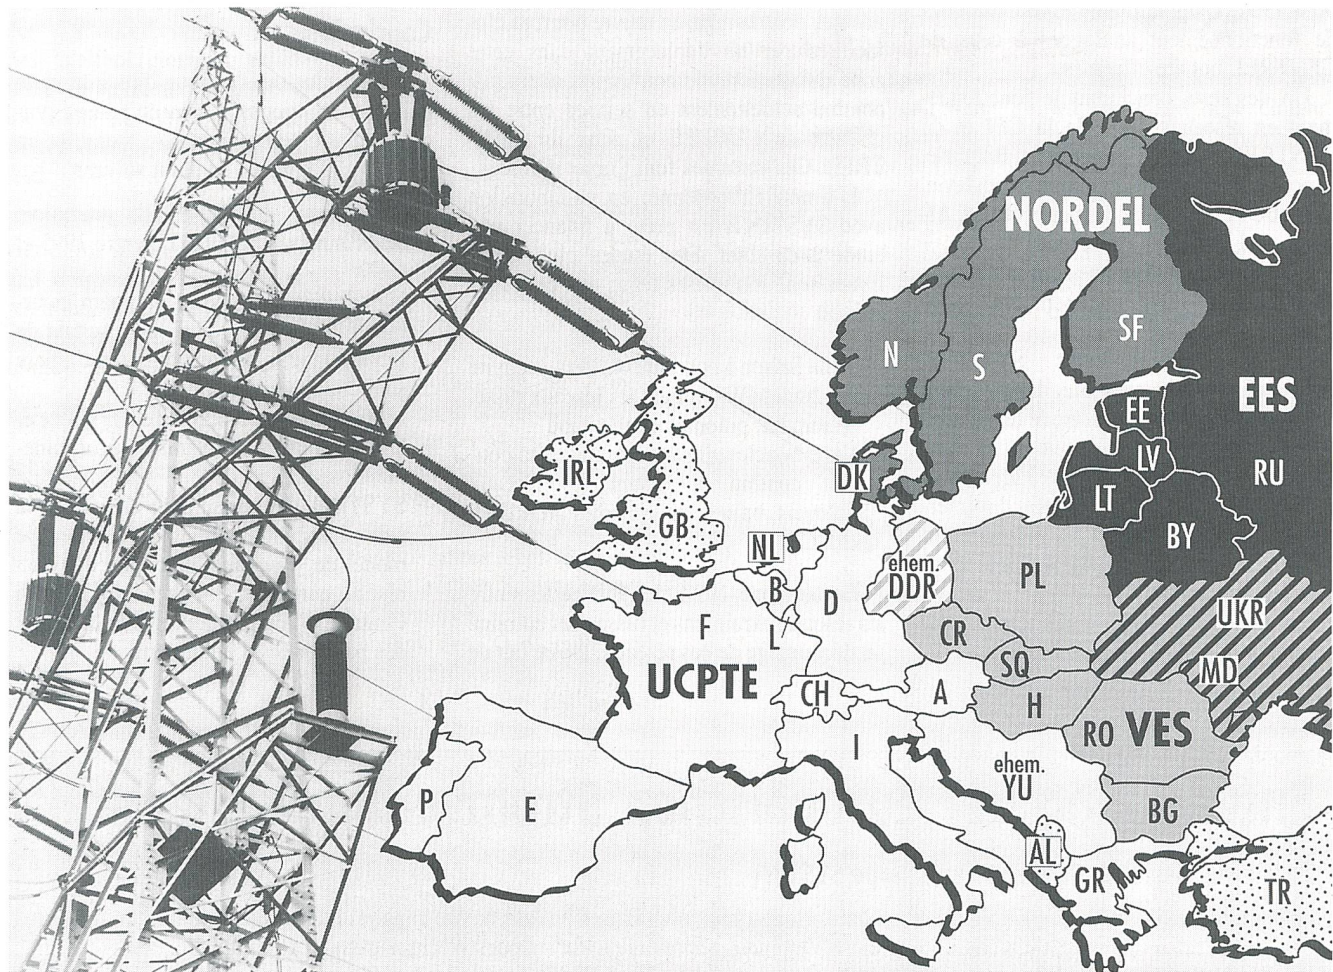 NORDEL
N
S
SF
EES
RU
EE
LV
LT
BY
DK
IRL
GB
NL
B
D
ehem.
DDR
PL
UKR
F
L
CR
SQ
MD
UCPTE
CH
A
H
RO VES
I
ehem.
YU
BG
P
E
AL
GR
TR